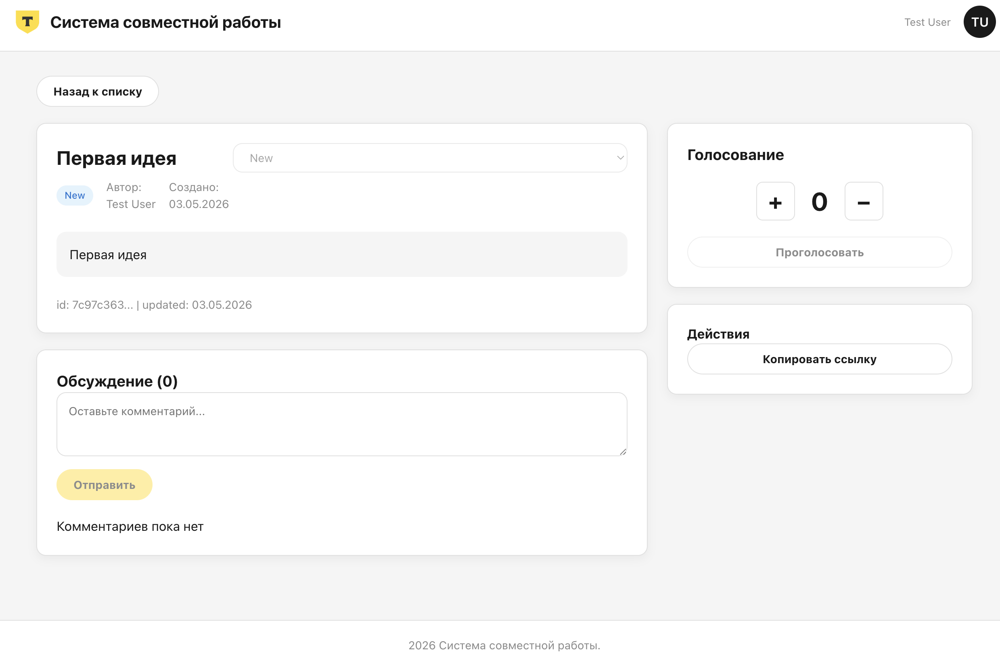 T
Система совместной работы
Test User
TU
Назад к списку
Первая идея
New
New
Автор:
Test User
Создано:
03.05.2026
Первая идея
id: 7c97c363... | updated: 03.05.2026
Обсуждение (0)
Оставьте комментарий...
Отправить
Комментариев пока нет
Голосование
+ 0 −
Проголосовать
Действия
Копировать ссылку
2026 Система совместной работы.